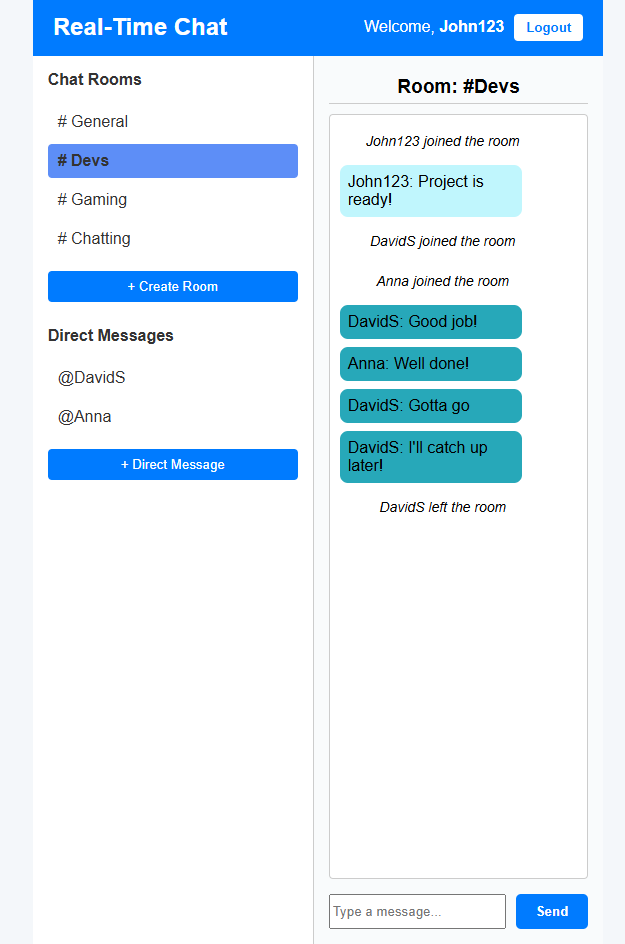 Real-Time Chat
Welcome, John123
Logout
Chat Rooms
# General
# Devs
# Gaming
# Chatting
+ Create Room
Direct Messages
@DavidS
@Anna
+ Direct Message
Room: #Devs
John123 joined the room
John123: Project is
ready!
DavidS joined the room
Anna joined the room
DavidS: Good job!
Anna: Well done!
DavidS: Gotta go
DavidS: I'll catch up
later!
DavidS left the room
Type a message...
Send